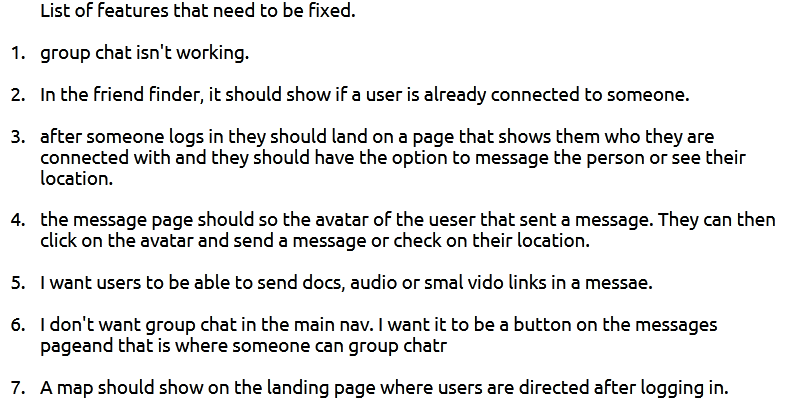 List of features that need to be fixed.
1. group chat isn't working.
2. In the friend finder, it should show if a user is already connected to someone.
3. after someone logs in they should land on a page that shows them who they are
connected with and they should have the option to message the person or see their
location.
4. the message page should so the avatar of the ueser that sent a message. They can then
click on the avatar and send a message or check on their location.
5. I want users to be able to send docs, audio or smal vido links in a messae.
6. I don't want group chat in the main nav. I want it to be a button on the messages
pageand that is where someone can group chatr
7. A map should show on the landing page where users are directed after logging in.